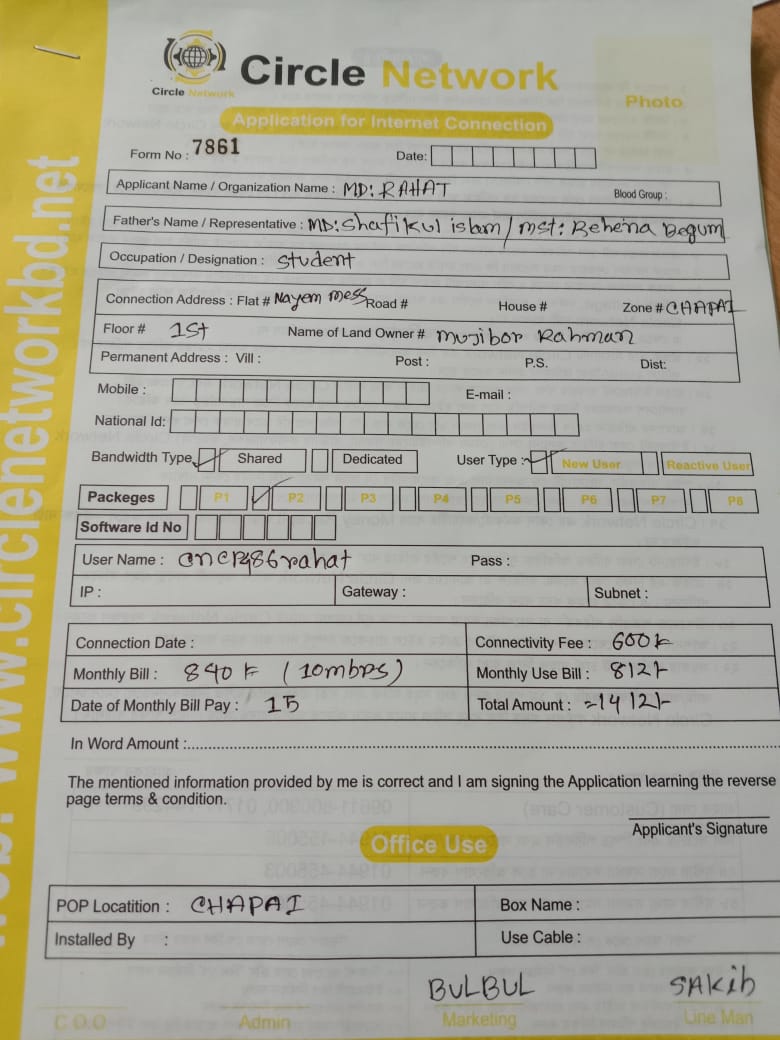 Circle Network
Circle Network
Photo
Application for Internet Connection
Form No : 7861
Date:
Applicant Name / Organization Name : MD: RAHAT
Blood Group :
Father's Name / Representative : MD: Shafikul islam / mst: Rehena Begum
Occupation / Designation : student
Connection Address : Flat # Nayem mess Road # House # Zone # CHAPAI
Floor # 1st Name of Land Owner # mujibor Rahman
Permanent Address : Vill : Post : P.S. Dist:
Mobile : E-mail :
National Id:
Bandwidth Type Shared Dedicated User Type : New User Reactive User
Packeges P1 P2 P3 P4 P5 P6 P7 P8
Software Id No
User Name : Pass :
IP : Gateway : Subnet :
Connection Date : Connectivity Fee : 600/-
Monthly Bill : 840/- (10mbps) Monthly Use Bill : 812/-
Date of Monthly Bill Pay : 15 Total Amount : =1412/-
In Word Amount :
The mentioned information provided by me is correct and I am signing the Application learning the reverse
page terms & condition.
Applicant's Signature
Office Use
POP Locatition : CHAPAI Box Name :
Installed By : Use Cable :
BULBUL SAKib
C O.O Admin Marketing Line Man
www.circlenetworkbd.net